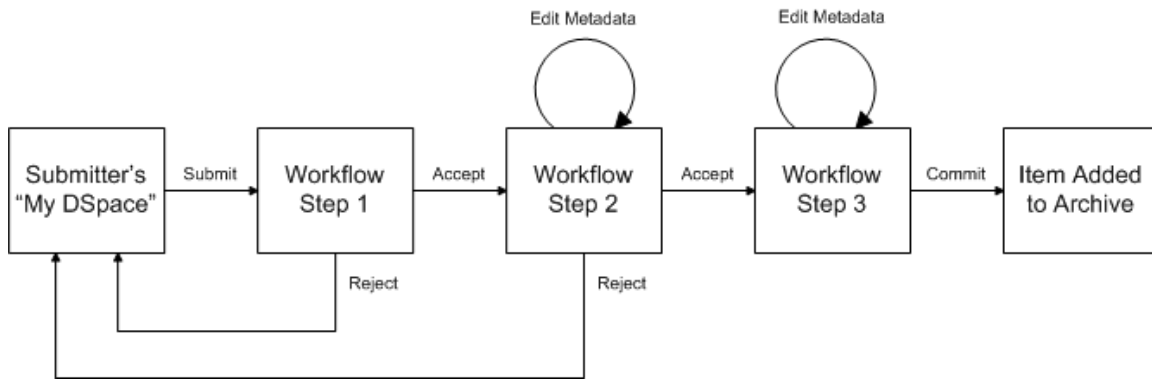 Edit Metadata
Edit Metadata
Submitter's
“My DSpace”
Submit
Workflow
Step 1
Accept
Workflow
Step 2
Accept
Workflow
Step 3
Commit
Item Added
to Archive
Reject
Reject